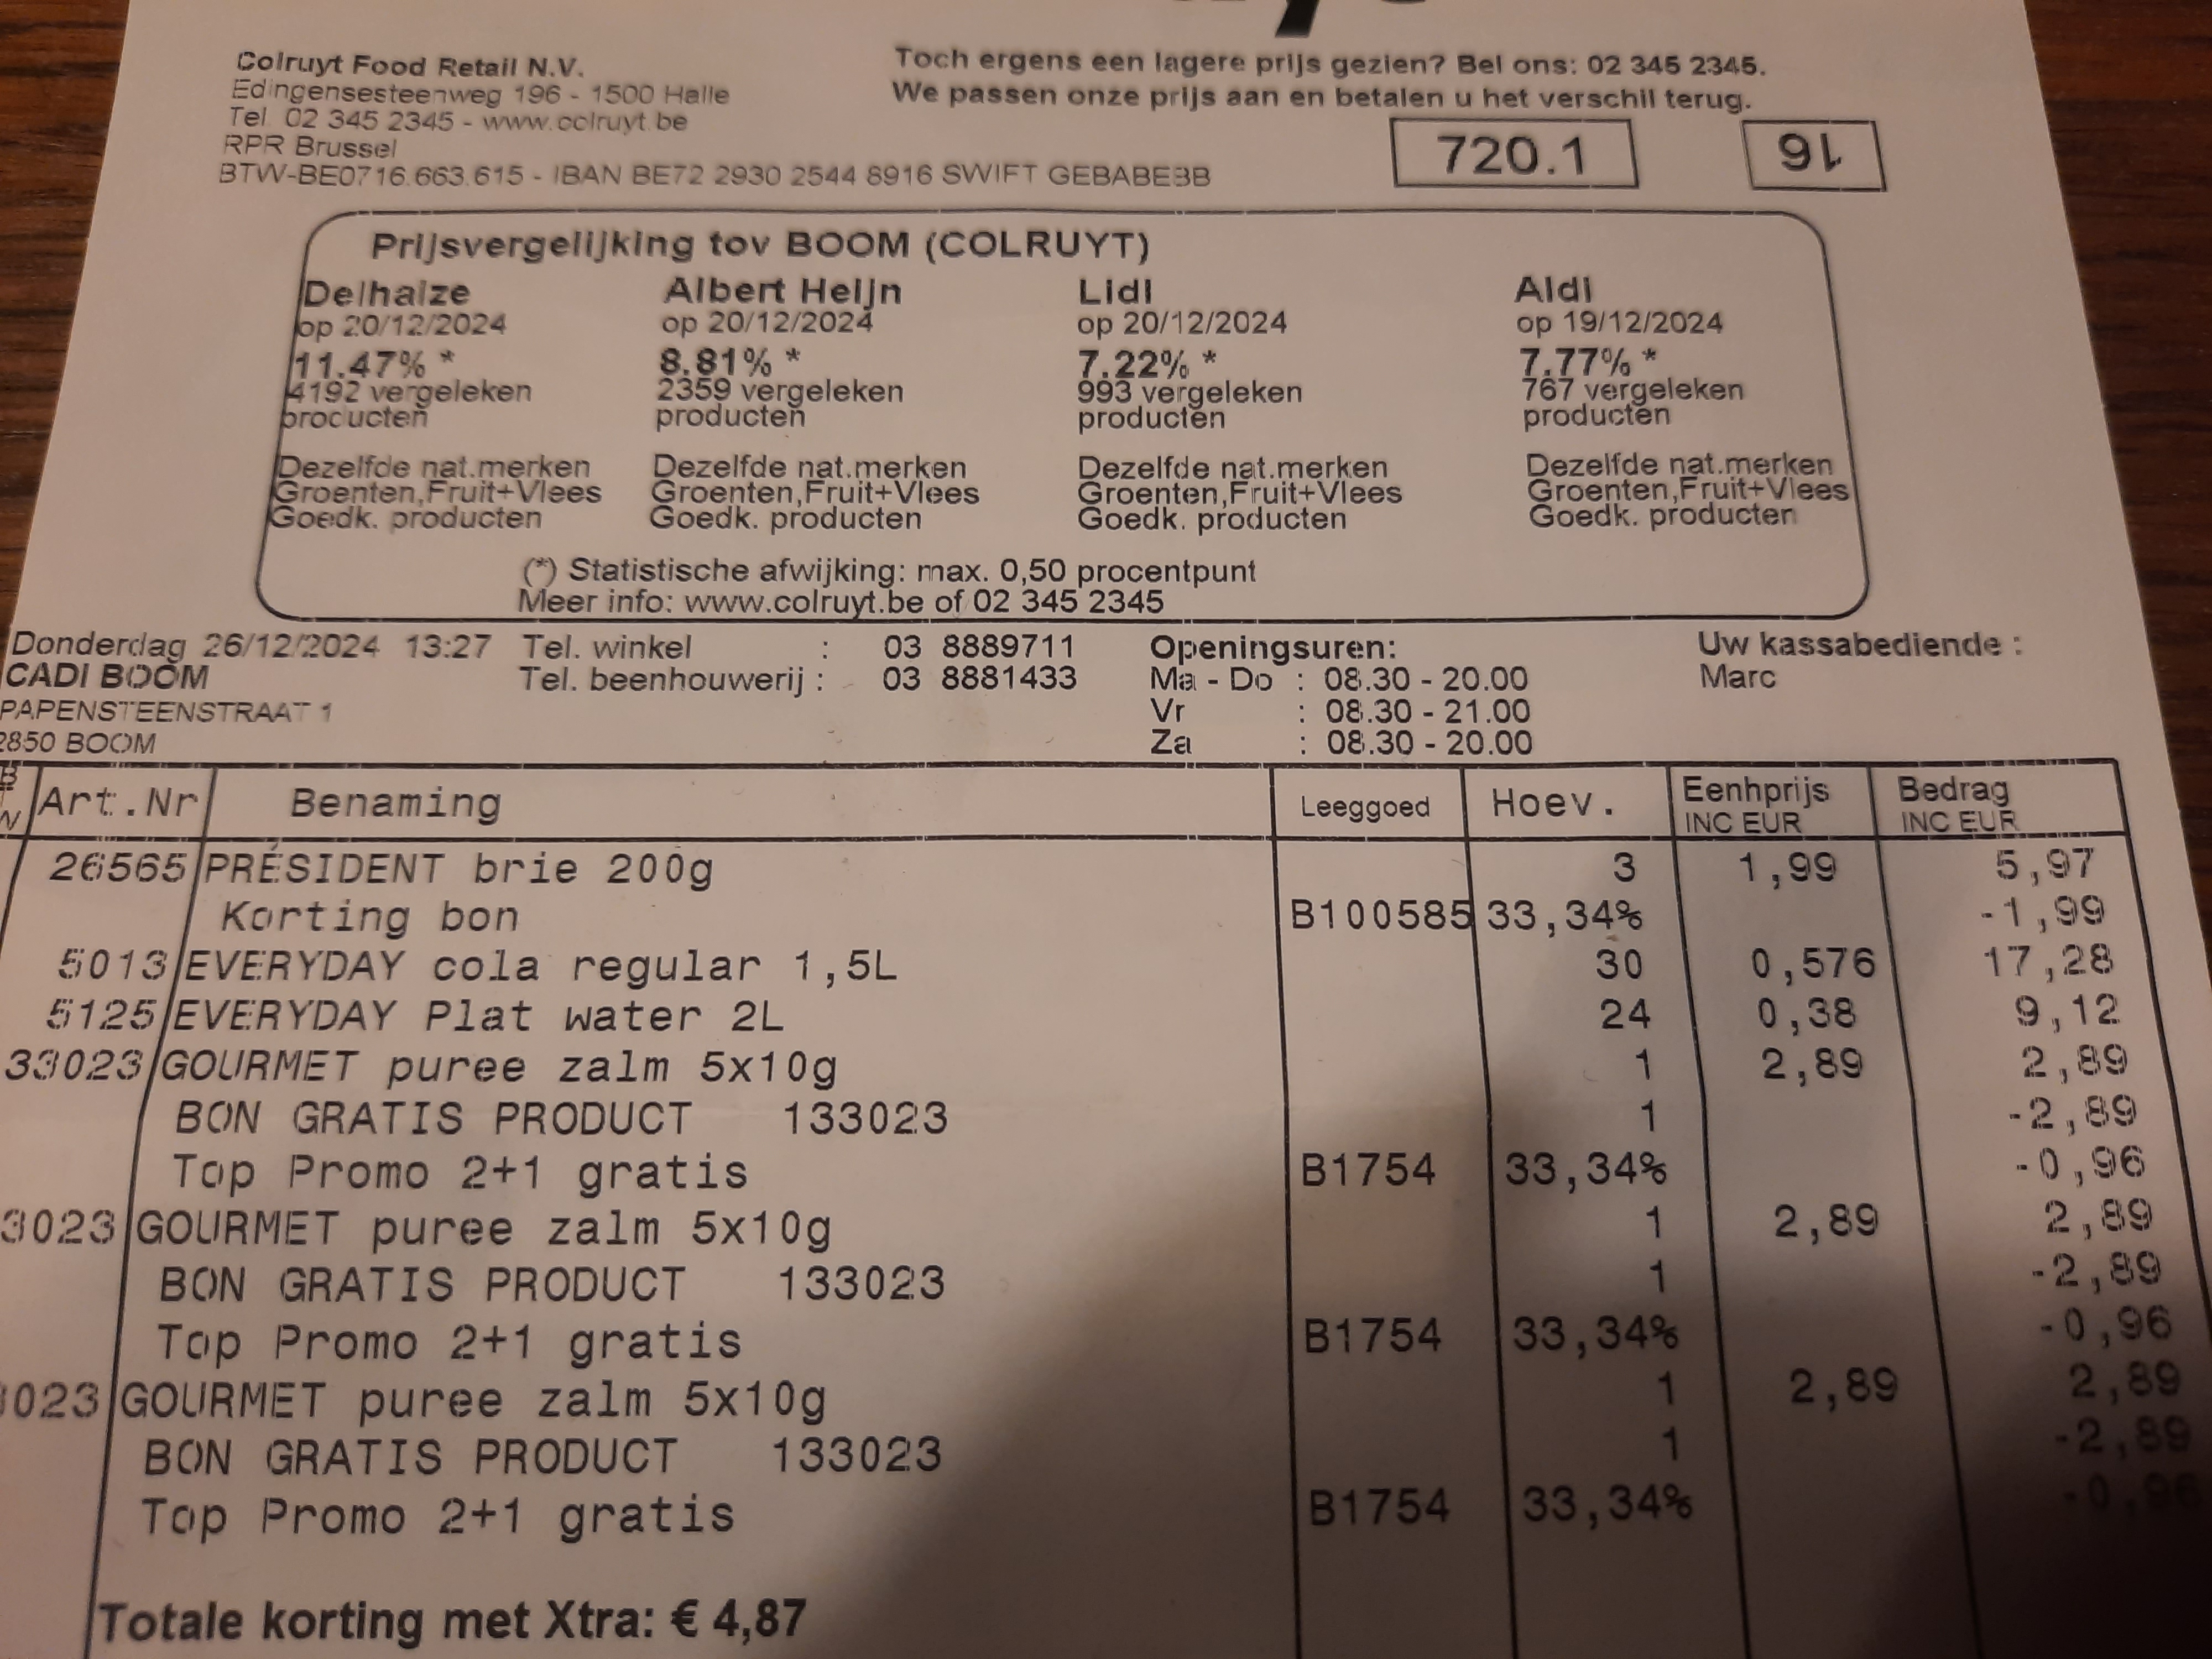 Colruyt Food Retail N.V.
Edingensesteenweg 196 - 1500 Halle
Tel. 02 345 2345 - www.colruyt.be
RPR Brussel
BTW-BE0716.663.615 - IBAN BE72 2930 2544 8916 SWIFT GEBABEBB
Toch ergens een lagere prijs gezien? Bel ons: 02 345 2345.
We passen onze prijs aan en betalen u het verschil terug.
720.1 16
Prijsvergelijking tov BOOM (COLRUYT)
Delhaize Albert Heijn Lidl Aldi
op 20/12/2024 op 20/12/2024 op 20/12/2024 op 19/12/2024
11.47% * 8.81% * 7.22% * 7.77% *
4192 vergeleken 2359 vergeleken 993 vergeleken 767 vergeleken
producten producten producten producten
Dezelfde nat.merken Dezelfde nat.merken Dezelfde nat.merken Dezelfde nat.merken
Groenten,Fruit+Vlees Groenten,Fruit+Vlees Groenten,Fruit+Vlees Groenten,Fruit+Vlees
Goedk. producten Goedk. producten Goedk. producten Goedk. producten
(*) Statistische afwijking: max. 0,50 procentpunt
Meer info: www.colruyt.be of 02 345 2345
Donderdag 26/12/2024 13:27 Tel. winkel : 03 8889711 Openingsuren: Uw kassabediende :
CADI BOOM Tel. beenhouwerij : 03 8881433 Ma - Do : 08.30 - 20.00 Marc
PAPENSTEENSTRAAT 1 Vr : 08.30 - 21.00
2850 BOOM Za : 08.30 - 20.00
BTW Art.Nr Benaming Leeggoed Hoev. Eenhprijs INC EUR Bedrag INC EUR
26565 PRÉSIDENT brie 200g 3 1,99 5,97
Korting bon B100585 33,34% -1,99
5013 EVERYDAY cola regular 1,5L 30 0,576 17,28
5125 EVERYDAY Plat water 2L 24 0,38 9,12
33023 GOURMET puree zalm 5x10g 1 2,89 2,89
BON GRATIS PRODUCT 133023 1 -2,89
Top Promo 2+1 gratis B1754 33,34% -0,96
3023 GOURMET puree zalm 5x10g 1 2,89 2,89
BON GRATIS PRODUCT 133023 1 -2,89
Top Promo 2+1 gratis B1754 33,34% -0,96
023 GOURMET puree zalm 5x10g 1 2,89 2,89
BON GRATIS PRODUCT 133023 1 -2,89
Top Promo 2+1 gratis B1754 33,34% -0,96
Totale korting met Xtra: € 4,87